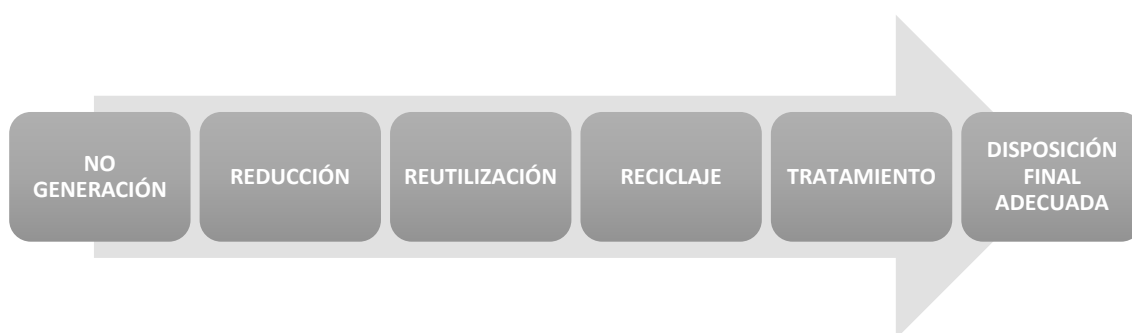 NO
GENERACIÓN
REDUCCIÓN
REUTILIZACIÓN
RECICLAJE
TRATAMIENTO
DISPOSICIÓN
FINAL
ADECUADA